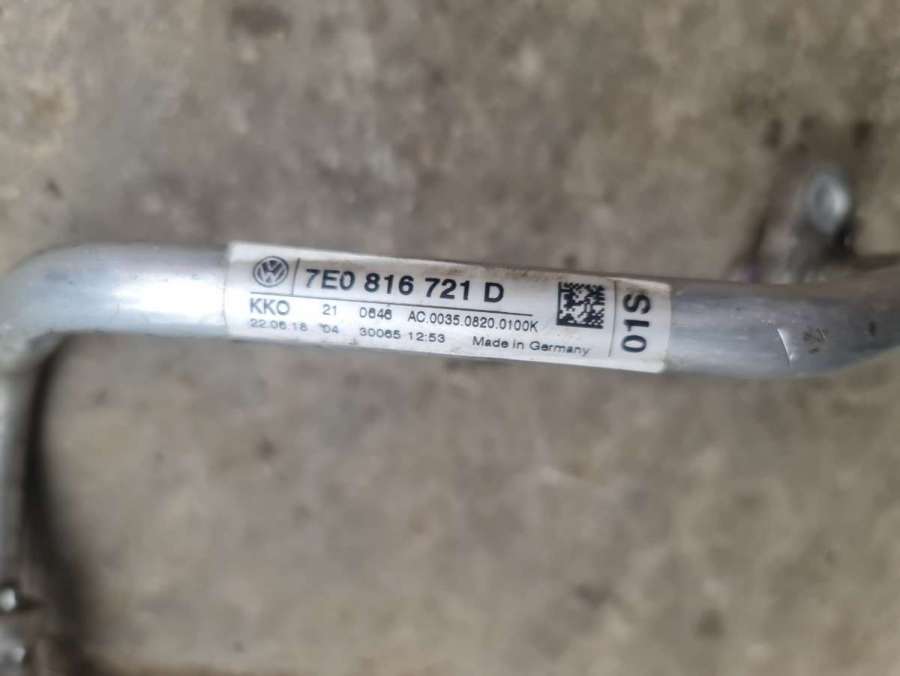 7E0 816 721 D
KKO 21 0646 AC.0035.0820.0100K
22.06.18 04 30065 12:53 Made in Germany
01S